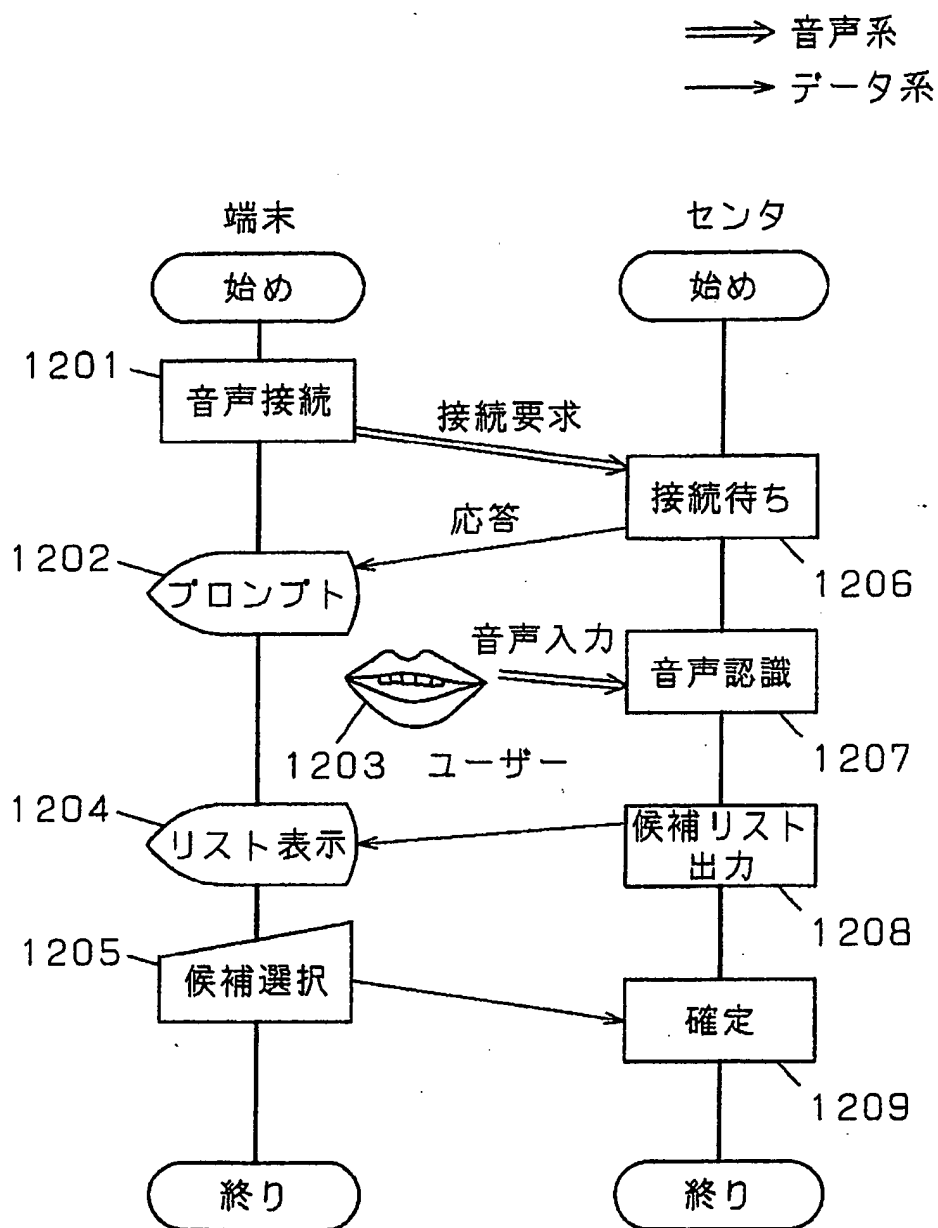 音声系
データ系
端末
センタ
始め
始め
1201
音声接続
接続要求
接続待ち
1206
応答
1202
プロンプト
音声入力
音声認識
1207
1203 ユーザー
1204
リスト表示
候補リスト
出力
1208
1205
候補選択
確定
1209
終り
終り